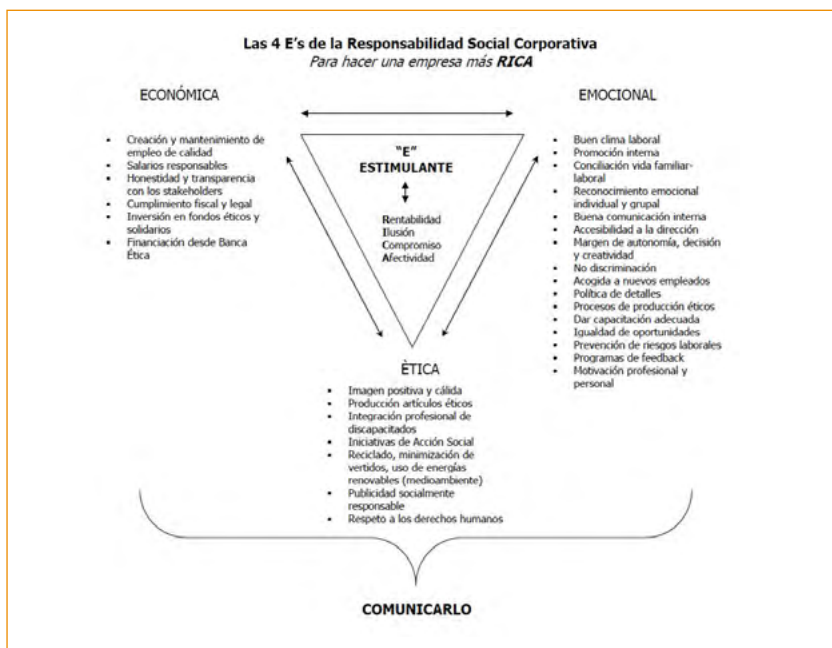 Las 4 E's de la Responsabilidad Social Corporativa
Para hacer una empresa más RICA
ECONÓMICA
• Creación y mantenimiento de
empleo de calidad
• Salarios responsables
• Honestidad y transparencia
con los stakeholders
• Cumplimiento fiscal y legal
• Inversión en fondos éticos y
solidarios
• Financiación desde Banca
Ética
"E"
ESTIMULANTE
Rentabilidad
Ilusión
Compromiso
Afectividad
EMOCIONAL
• Buen clima laboral
• Promoción interna
• Conciliación vida familiar-
laboral
• Reconocimiento emocional
individual y grupal
• Buena comunicación interna
• Accesibilidad a la dirección
• Margen de autonomía, decisión
y creatividad
• No discriminación
• Acogida a nuevos empleados
• Política de detalles
• Procesos de producción éticos
• Dar capacitación adecuada
• Igualdad de oportunidades
• Prevención de riesgos laborales
• Programas de feedback
• Motivación profesional y
personal
ÈTICA
• Imagen positiva y cálida
• Producción artículos éticos
• Integración profesional de
discapacitados
• Iniciativas de Acción Social
• Reciclado, minimización de
vertidos, uso de energías
renovables (medioambiente)
• Publicidad socialmente
responsable
• Respeto a los derechos humanos
COMUNICARLO